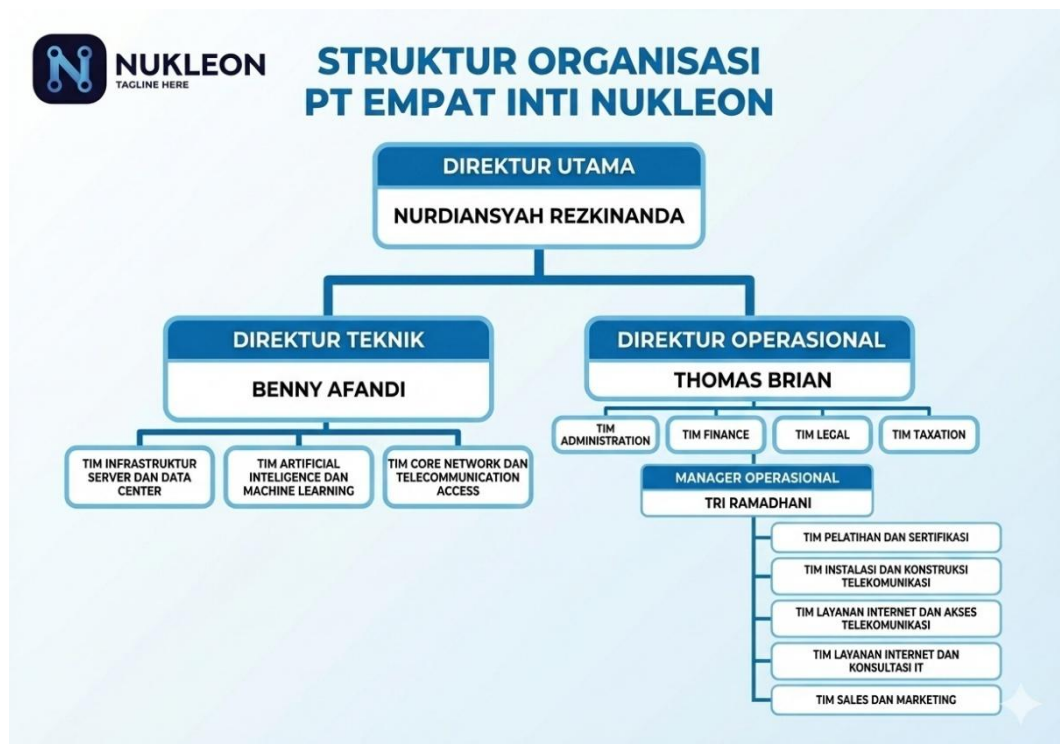 NUKLEON
TAGLINE HERE
STRUKTUR ORGANISASI
PT EMPAT INTI NUKLEON
DIREKTUR UTAMA
NURDIANSYAH REZKINANDA
DIREKTUR TEKNIK
BENNY AFANDI
TIM INFRASTRUKTUR
SERVER DAN DATA
CENTER
TIM ARTIFICIAL
INTELIGENCE DAN
MACHINE LEARNING
TIM CORE NETWORK DAN
TELECOMMUNICATION
ACCESS
DIREKTUR OPERASIONAL
THOMAS BRIAN
TIM
ADMINISTRATION
TIM FINANCE
TIM LEGAL
TIM TAXATION
MANAGER OPERASIONAL
TRI RAMADHANI
TIM PELATIHAN DAN SERTIFIKASI
TIM INSTALASI DAN KONSTRUKSI
TELEKOMUNIKASI
TIM LAYANAN INTERNET DAN AKSES
TELEKOMUNIKASI
TIM LAYANAN INTERNET DAN
KONSULTASI IT
TIM SALES DAN MARKETING